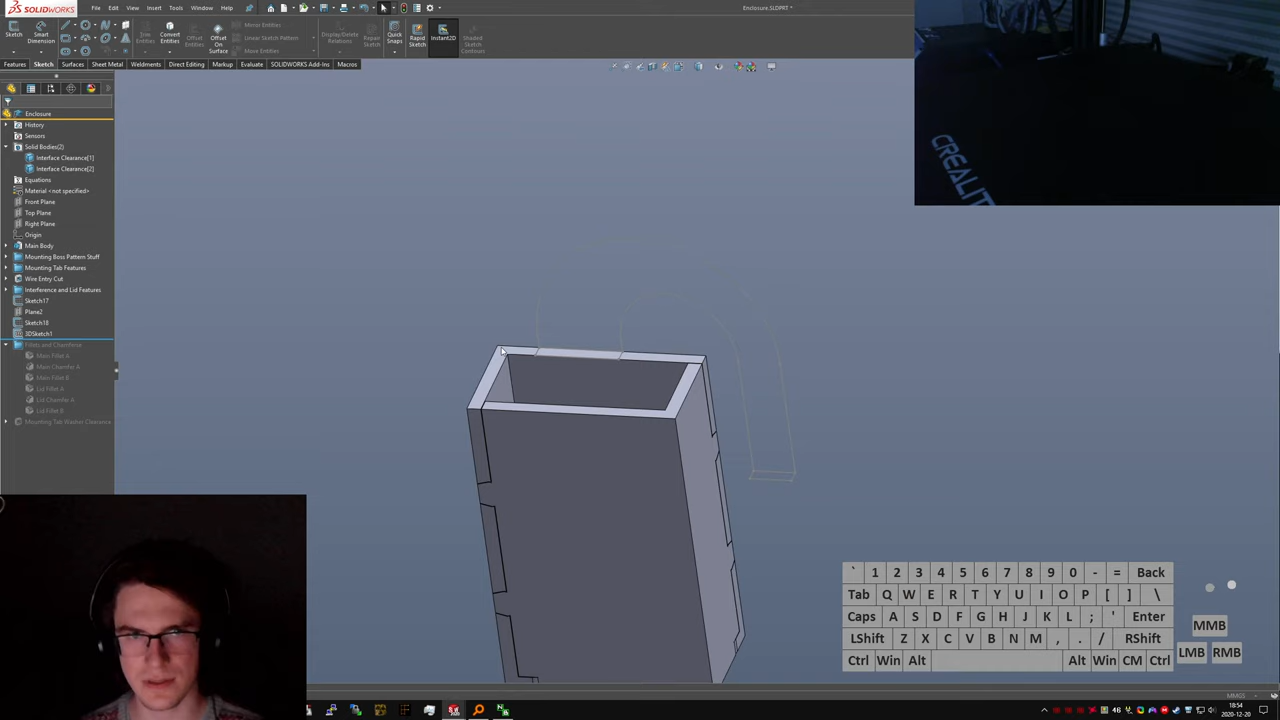 SOLIDWORKS File Edit View Insert Tools Window Help Enclosure.SLDPRT *
Sketch Smart Dimension Trim Entities Convert Entities Offset Entities Offset On Surface Mirror Entities Linear Sketch Pattern Move Entities Display/Delete Relations Repair Sketch Quick Snaps Rapid Sketch Instant2D Shaded Sketch Contours
Features Sketch Surfaces Sheet Metal Weldments Direct Editing Markup Evaluate SOLIDWORKS Add-Ins Macros
Enclosure
History
Sensors
Solid Bodies(2)
Interface Clearance[1]
Interface Clearance[2]
Equations
Material <not specified>
Front Plane
Top Plane
Right Plane
Origin
Main Body
Mounting Boss Pattern Stuff
Mounting Tab Features
Wire Entry Cut
Interference and Lid Features
Sketch17
Plane2
Sketch18
3DSketch1
Fillets and Chamferse
Main Fillet A
Main Chamfer A
Main Fillet B
Lid Fillet A
Lid Chamfer A
Lid Fillet B
Mounting Tab Washer Clearance
CREALIT
` 1 2 3 4 5 6 7 8 9 0 - = Back
Tab Q W E R T Y U I O P [ ] \
Caps A S D F G H J K L ; ' Enter
LShift Z X C V B N M , . / RShift
Ctrl Win Alt Alt Win CM Ctrl
MMB
LMB RMB
MMGS
46
18:54
2020-12-20